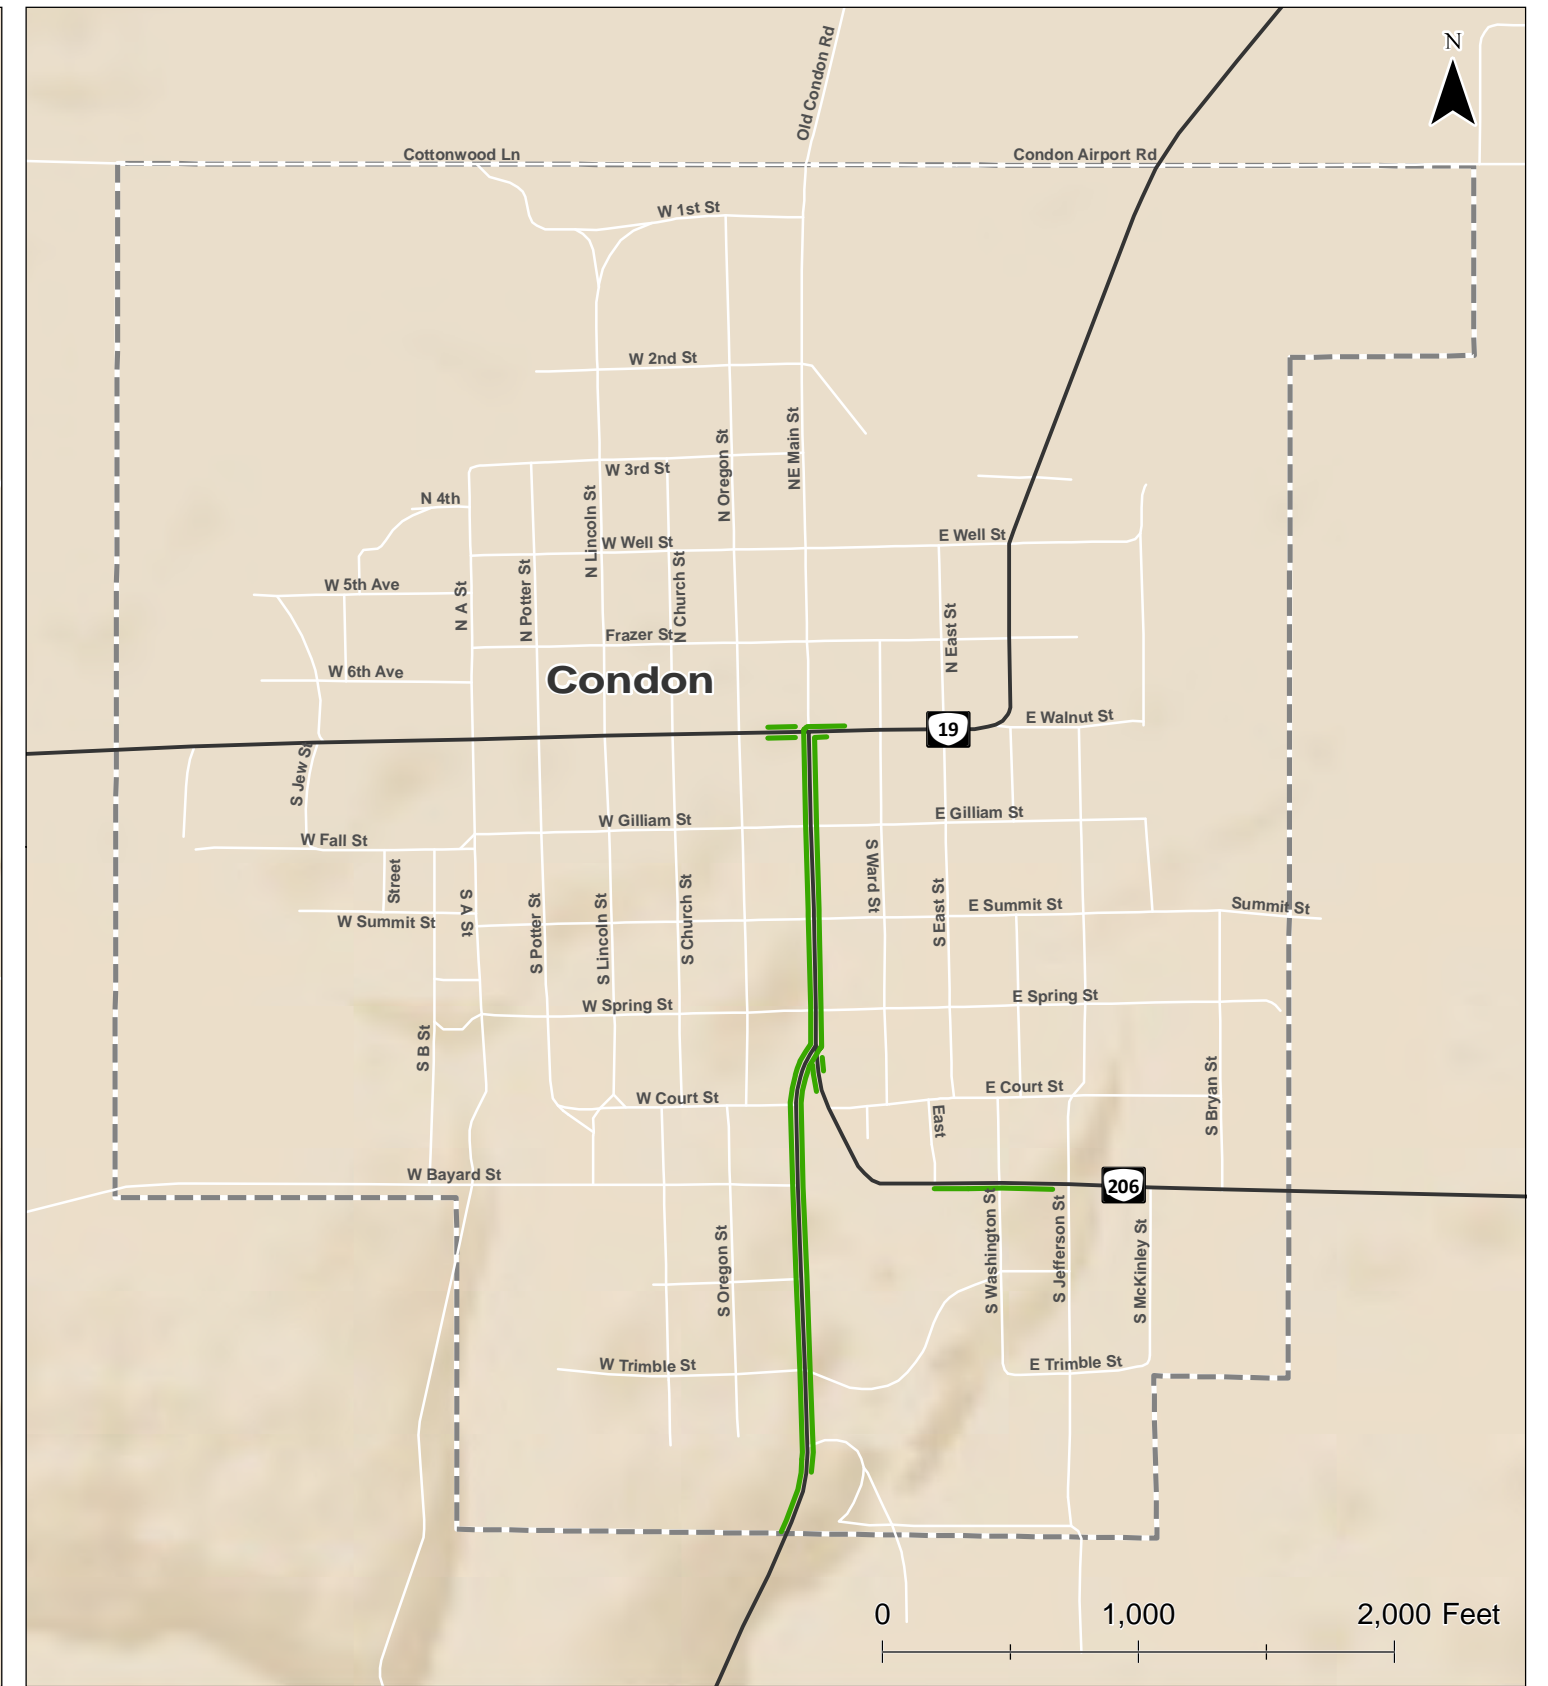 N
Old Condon Rd
Cottonwood Ln
Condon Airport Rd
W 1st St
W 2nd St
NE Main St
N Oregon St
W 3rd St
N Lincoln St
N 4th
E Well St
W Well St
N Church St
N Potter St
W 5th Ave
N A St
N East St
Frazer St
W 6th Ave
Condon
E Walnut St
19
S Jew St
E Gilliam St
W Gilliam St
W Fall St
S Ward St
Street
S A St
S Potter St
S Lincoln St
S Church St
S East St
E Summit St
Summit St
W Summit St
E Spring St
W Spring St
S B St
S Bryan St
E Court St
W Court St
East
W Bayard St
206
S Oregon St
S Washington St
S Jefferson St
S McKinley St
W Trimble St
E Trimble St
0 1,000 2,000 Feet